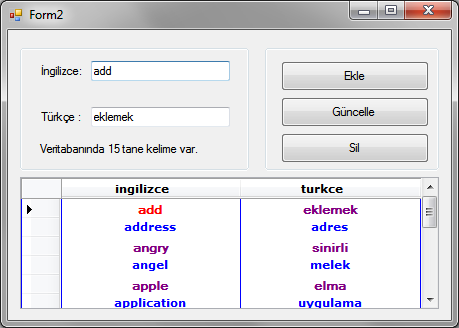 Form2
İngilizce: add
Türkçe : eklemek
Veritabanında 15 tane kelime var.
Ekle
Güncelle
Sil
ingilizce turkce
add eklemek
address adres
angry sinirli
angel melek
apple elma
application uygulama